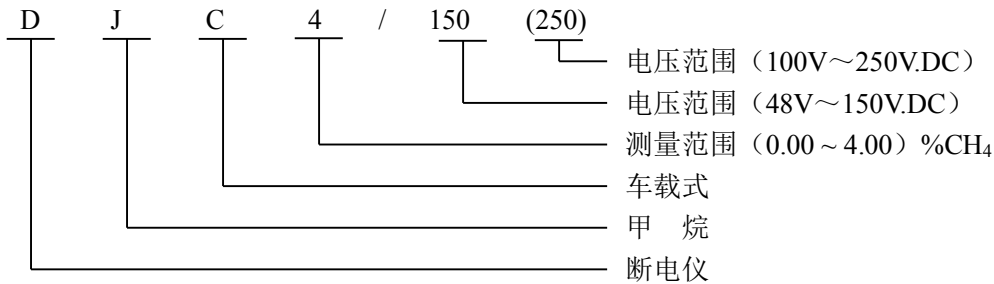 D J C 4 / 150 (250)
电压范围（100V～250V.DC）
电压范围（48V～150V.DC）
测量范围（0.00 ~ 4.00）%CH4
车载式
甲 烷
断电仪